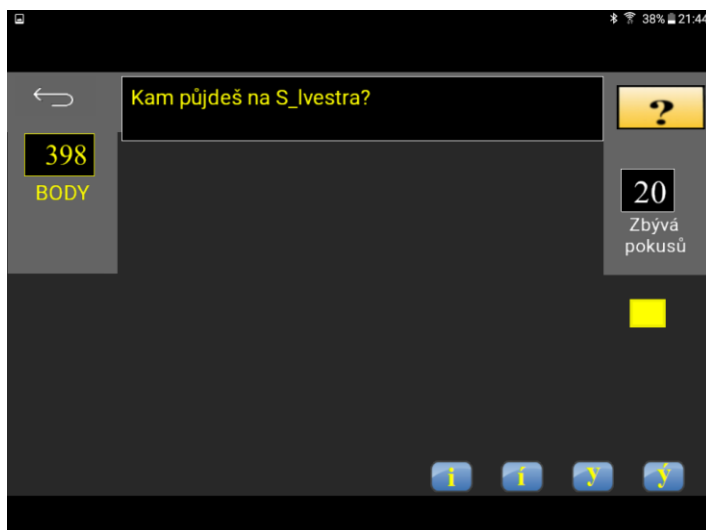 38% 21:44
Kam půjdeš na S_lvestra?
?
398
BODY
20
Zbývá
pokusů
i í y ý